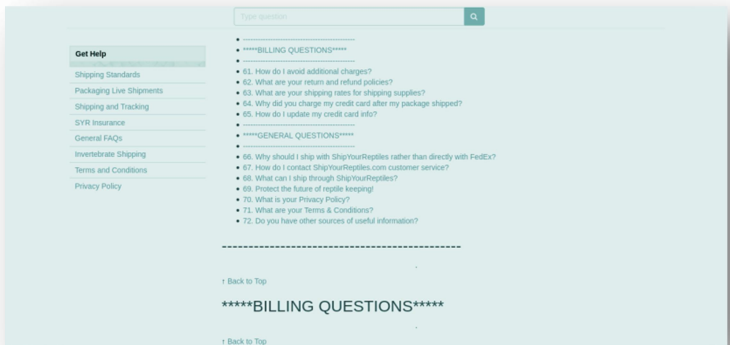 Type question
Get Help
Shipping Standards
Packaging Live Shipments
Shipping and Tracking
SYR Insurance
General FAQs
Invertebrate Shipping
Terms and Conditions
Privacy Policy
----------------------------------------
*****BILLING QUESTIONS*****
----------------------------------------
61. How do I avoid additional charges?
62. What are your return and refund policies?
63. What are your shipping rates for shipping supplies?
64. Why did you charge my credit card after my package shipped?
65. How do I update my credit card info?
----------------------------------------
*****GENERAL QUESTIONS*****
----------------------------------------
66. Why should I ship with ShipYourReptiles rather than directly with FedEx?
67. How do I contact ShipYourReptiles.com customer service?
68. What can I ship through ShipYourReptiles?
69. Protect the future of reptile keeping!
70. What is your Privacy Policy?
71. What are your Terms & Conditions?
72. Do you have other sources of useful information?
---------------------------------------------
↑ Back to Top
*****BILLING QUESTIONS*****
↑ Back to Top